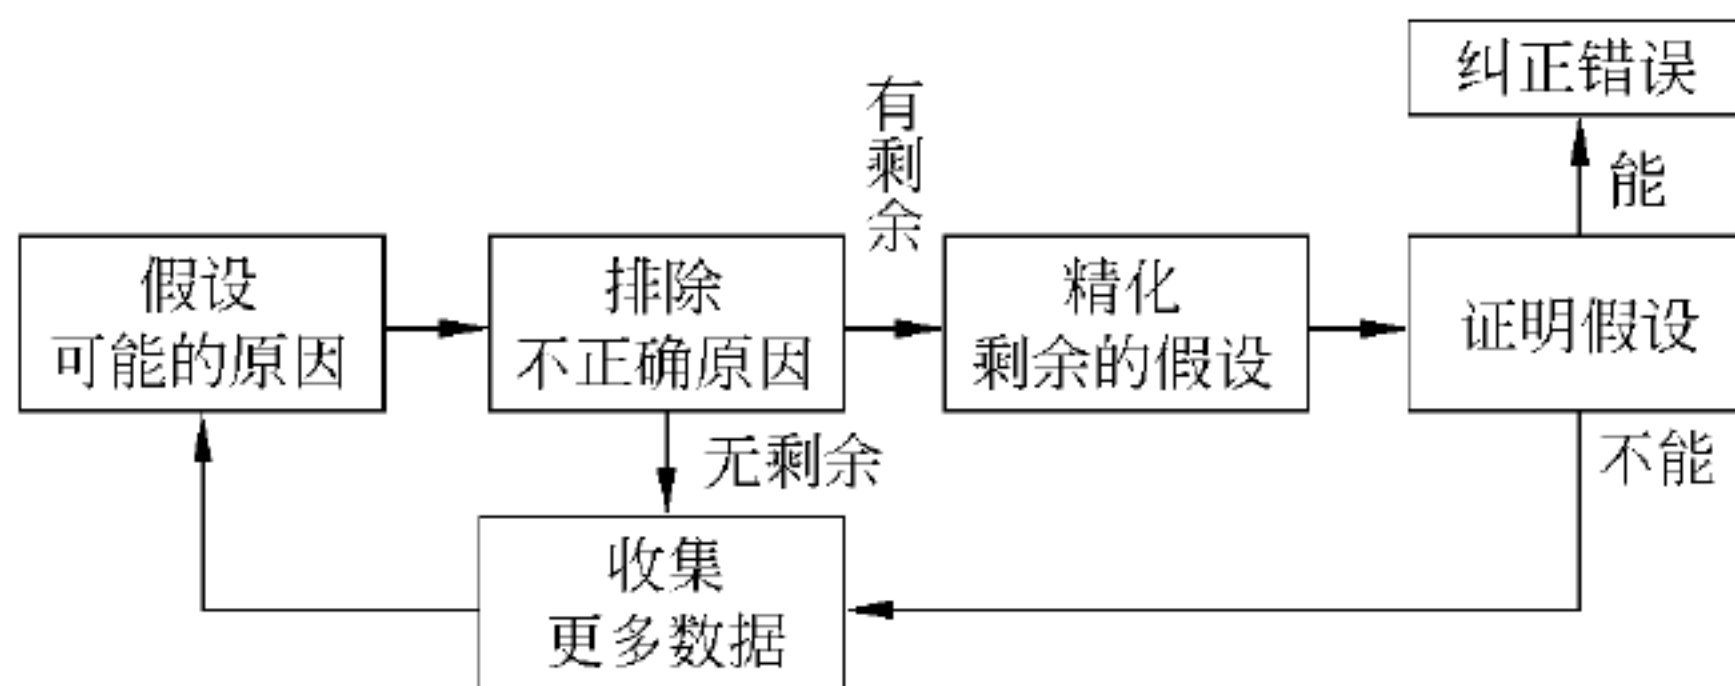 纠正错误
有剩余
能
假设
可能的原因
排除
不正确原因
精化
剩余的假设
证明假设
无剩余
不能
收集
更多数据